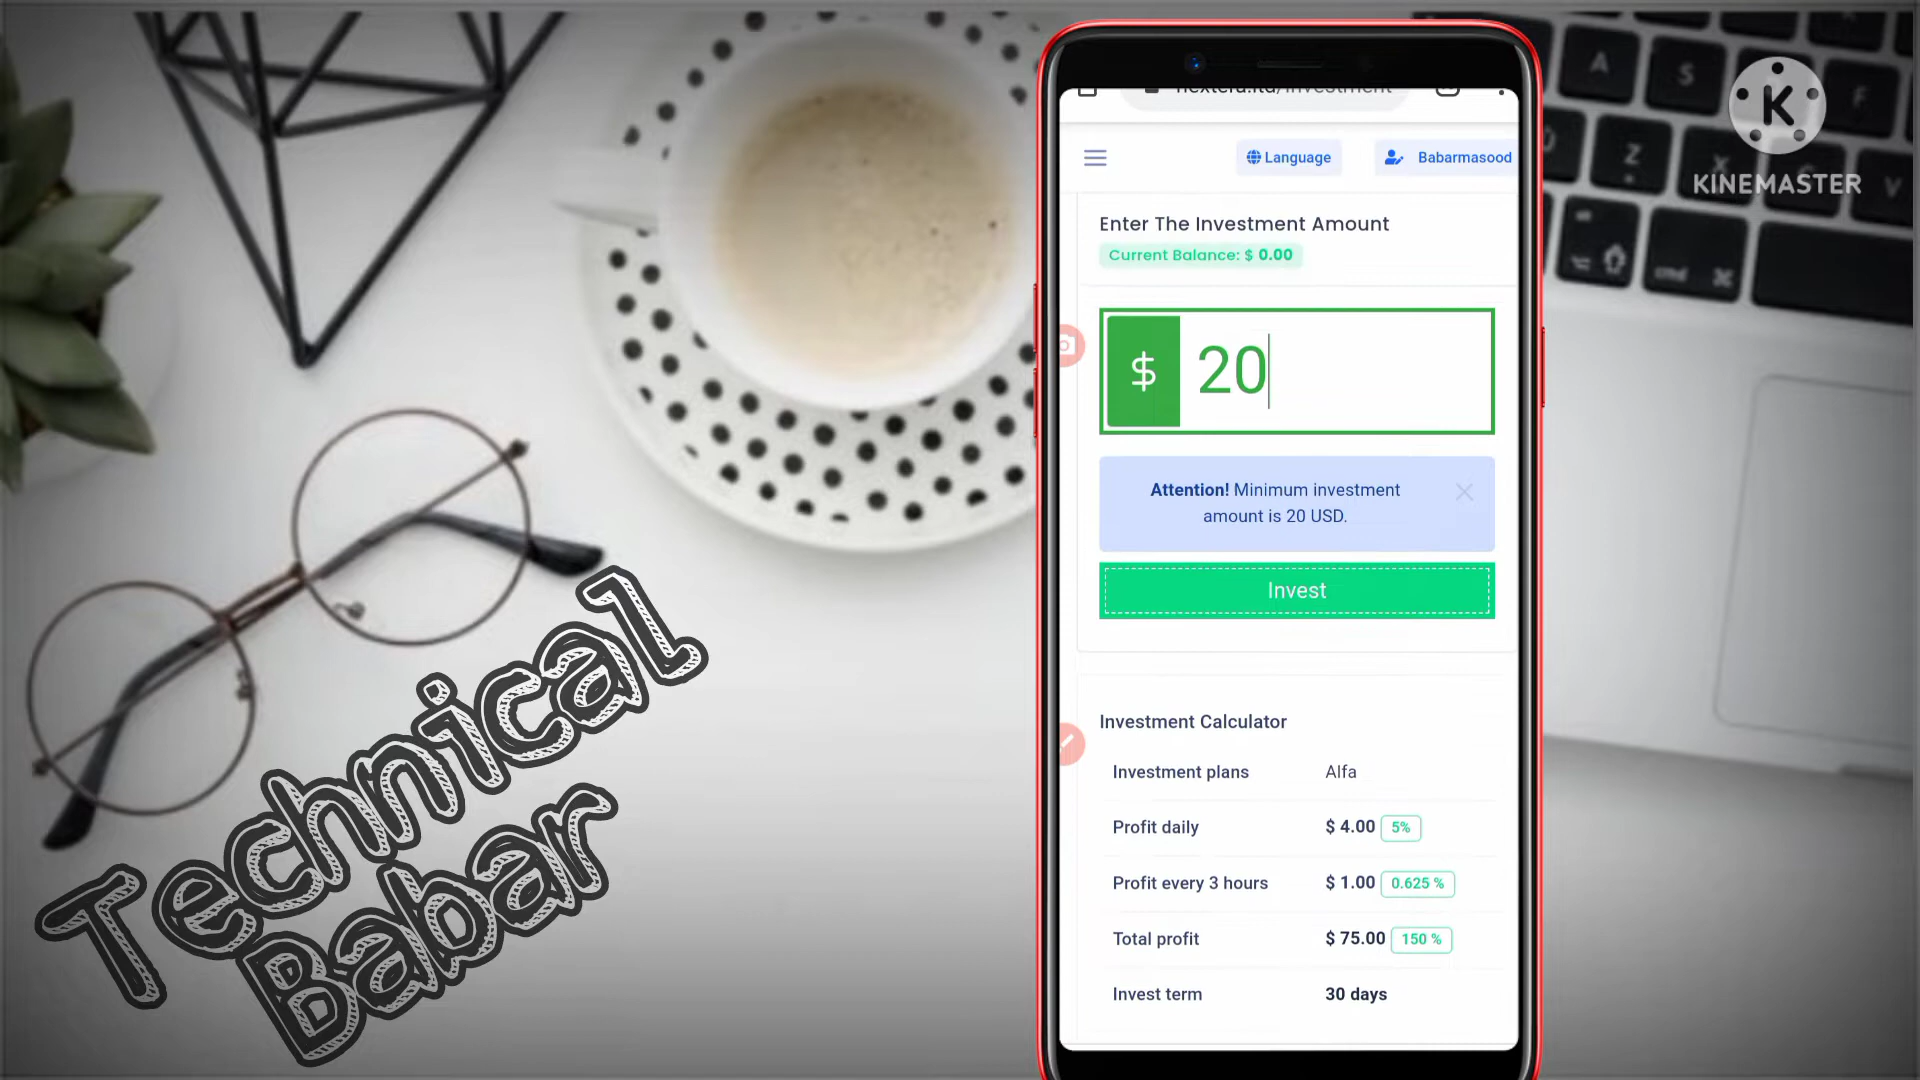 Technical
Babar
Language
Babarmasood
Enter The Investment Amount
Current Balance: $ 0.00
$ 20
Attention! Minimum investment
amount is 20 USD.
Invest
Investment Calculator
Investment plans Alfa
Profit daily $ 4.00 5%
Profit every 3 hours $ 1.00 0.625 %
Total profit $ 75.00 150 %
Invest term 30 days
K
KINEMASTER
A
S
F
Z
X
V
cmd